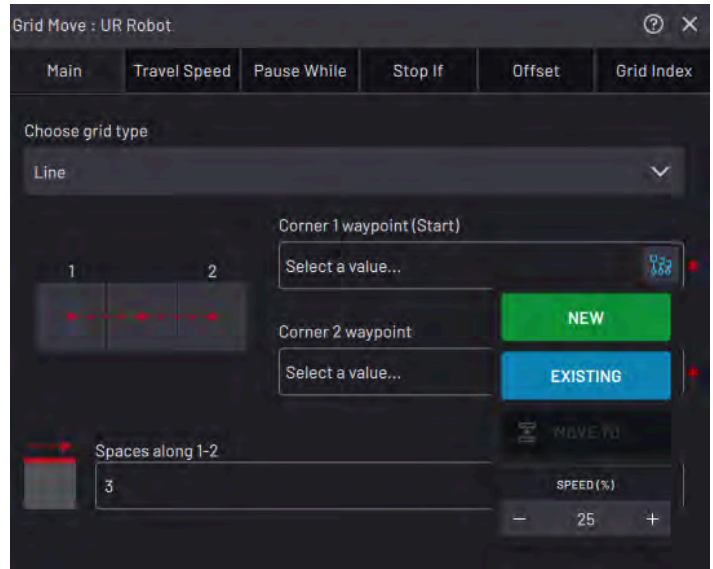 Grid Move : UR Robot
Main Travel Speed Pause While Stop If Offset Grid Index
Choose grid type
Line
Corner 1 waypoint (Start)
Select a value...
1 2
NEW
Corner 2 waypoint
Select a value...
EXISTING
MOVE TO
Spaces along 1-2
3
SPEED (%)
− 25 +